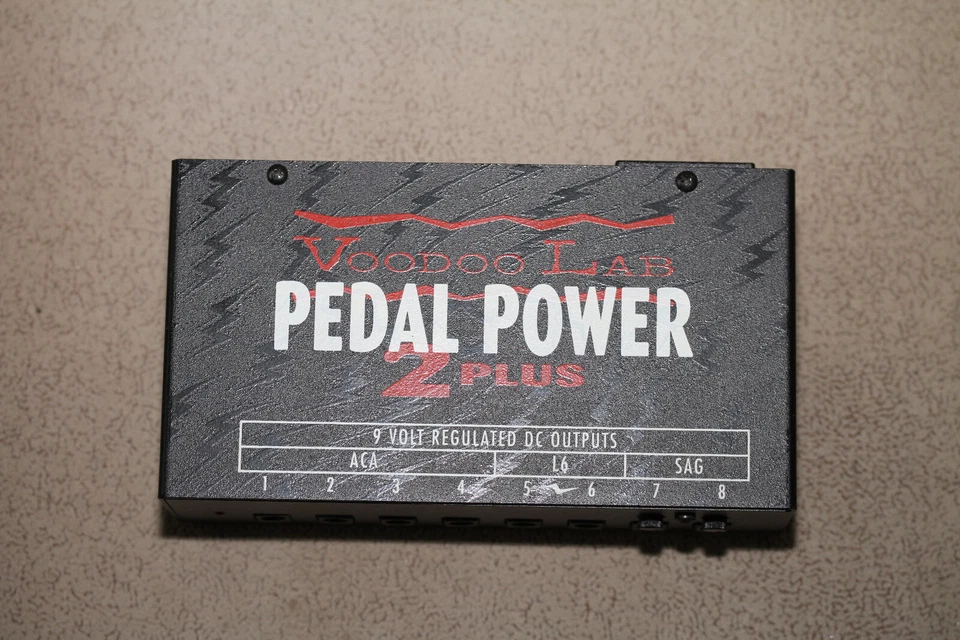 VOODOO LAB
PEDAL POWER
2 PLUS
9 VOLT REGULATED DC OUTPUTS
ACA L6 SAG
1 2 3 4 5 6 7 8